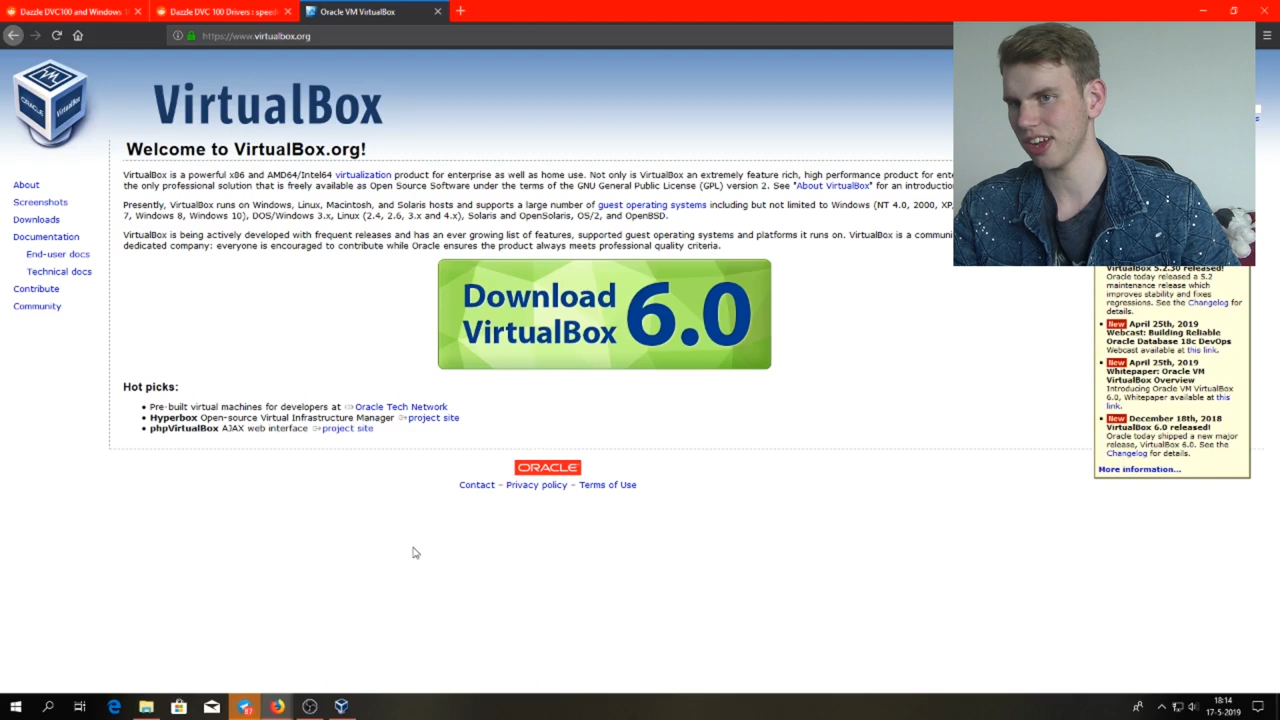 Dazzle DVC100 and Windows 1
Dazzle DVC 100 Drivers : speed
Oracle VM VirtualBox
https://www.virtualbox.org
VirtualBox
Welcome to VirtualBox.org!
VirtualBox is a powerful x86 and AMD64/Intel64 virtualization product for enterprise as well as home use. Not only is VirtualBox an extremely feature rich, high performance product for ente
the only professional solution that is freely available as Open Source Software under the terms of the GNU General Public License (GPL) version 2. See "About VirtualBox" for an introductio
Presently, VirtualBox runs on Windows, Linux, Macintosh, and Solaris hosts and supports a large number of guest operating systems including but not limited to Windows (NT 4.0, 2000, XP
7, Windows 8, Windows 10), DOS/Windows 3.x, Linux (2.4, 2.6, 3.x and 4.x), Solaris and OpenSolaris, OS/2, and OpenBSD.
VirtualBox is being actively developed with frequent releases and has an ever growing list of features, supported guest operating systems and platforms it runs on. VirtualBox is a communi
dedicated company: everyone is encouraged to contribute while Oracle ensures the product always meets professional quality criteria.
About
Screenshots
Downloads
Documentation
End-user docs
Technical docs
Contribute
Community
Download
VirtualBox 6.0
Hot picks:
• Pre-built virtual machines for developers at Oracle Tech Network
• Hyperbox Open-source Virtual Infrastructure Manager project site
• phpVirtualBox AJAX web interface project site
ORACLE
Contact – Privacy policy – Terms of Use
VirtualBox 5.2.30 released!
Oracle today released a 5.2
maintenance release which
improves stability and fixes
regressions. See the Changelog for
details.
New April 25th, 2019
Webcast: Building Reliable
Oracle Database 18c DevOps
Webcast available at this link.
New April 25th, 2019
Whitepaper: Oracle VM
VirtualBox Overview
Introducing Oracle VM VirtualBox
6.0, Whitepaper available at this
link.
New December 18th, 2018
VirtualBox 6.0 released!
Oracle today shipped a new major
release, VirtualBox 6.0. See the
Changelog for details.
More information...
18:14
17-5-2019